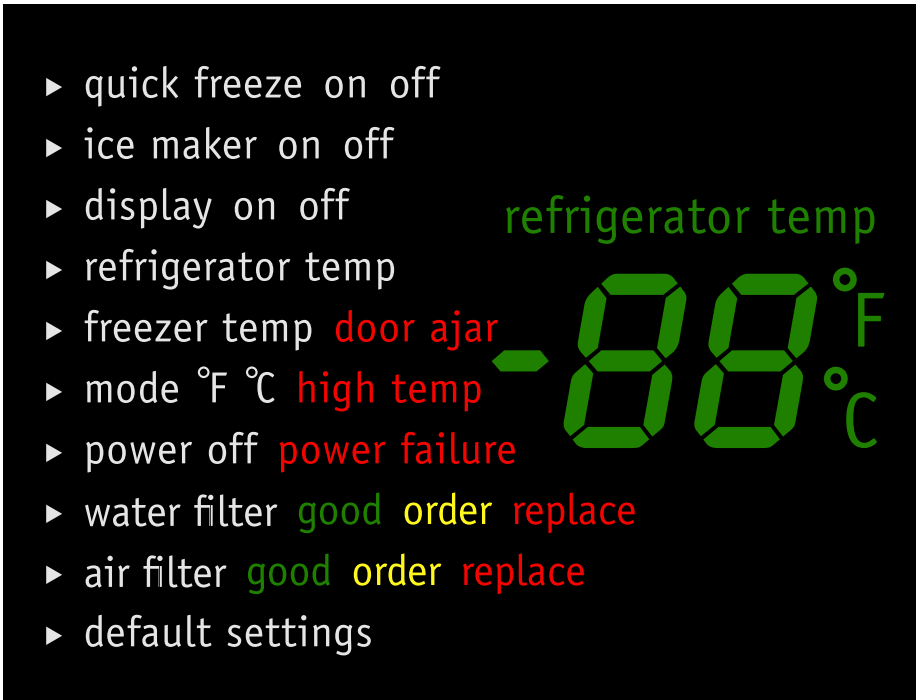 ▶ quick freeze on off
▶ ice maker on off
▶ display on off
refrigerator temp
▶ refrigerator temp
▶ freezer temp door ajar
-88 °F °C
▶ mode °F °C high temp
▶ power off power failure
▶ water filter good order replace
▶ air filter good order replace
▶ default settings